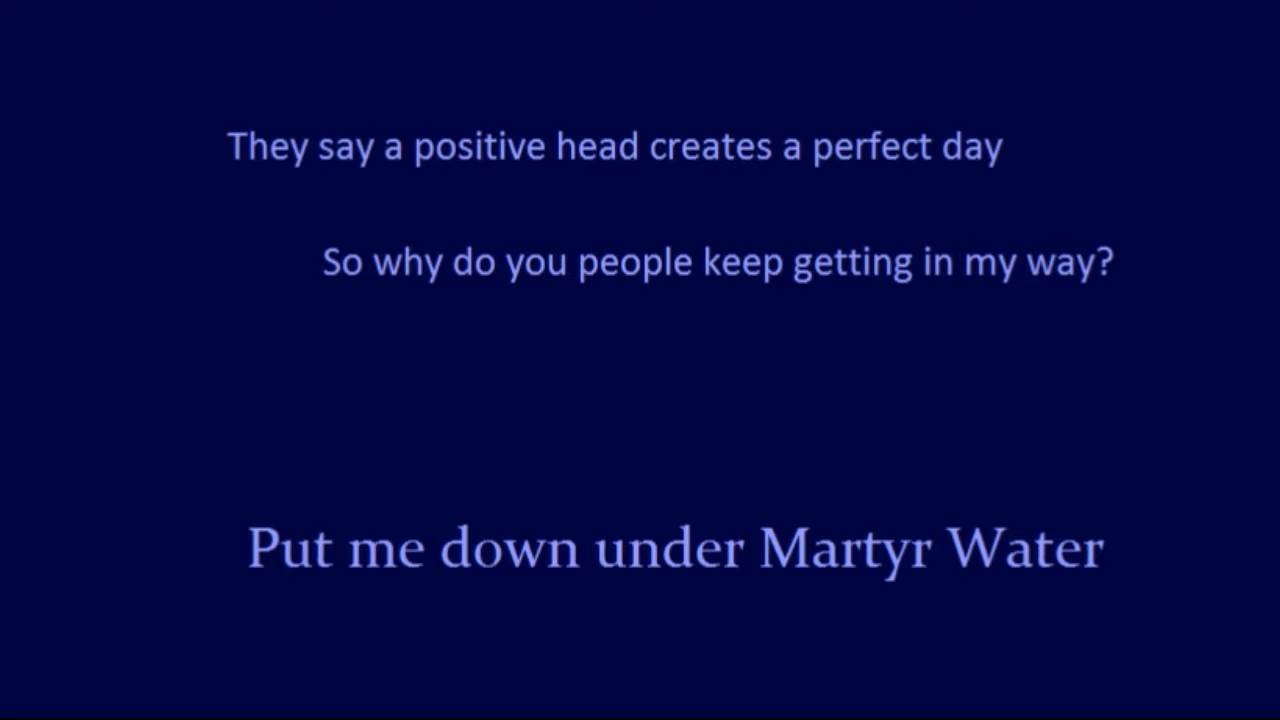 They say a positive head creates a perfect day
So why do you people keep getting in my way?
Put me down under Martyr Water